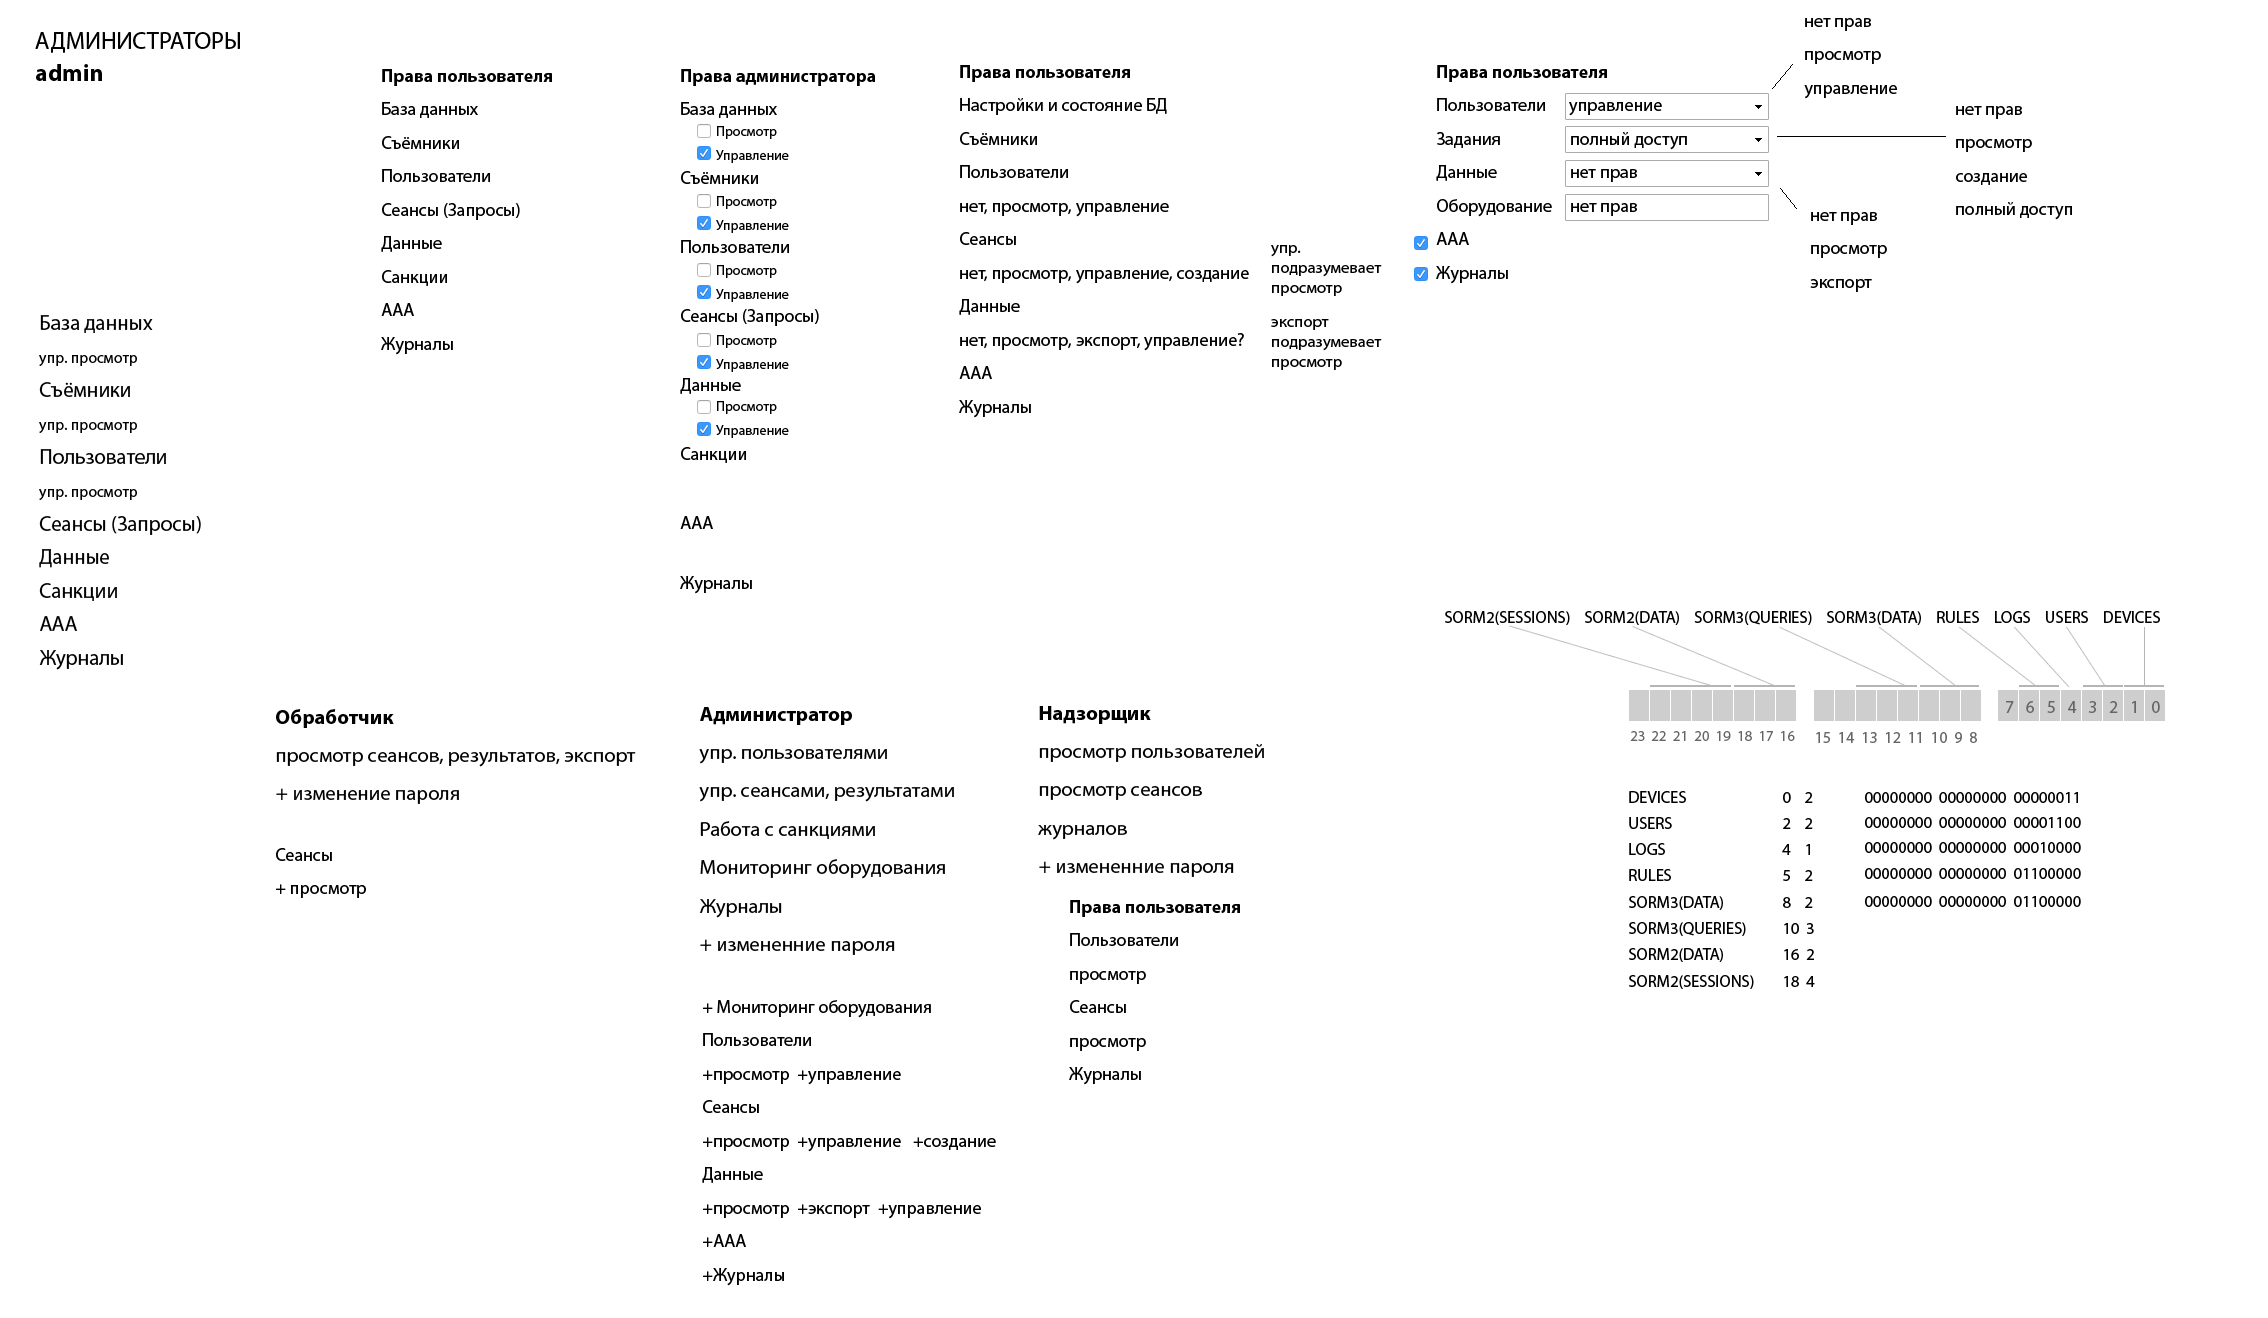 АДМИНИСТРАТОРЫ
admin
База данных
упр. просмотр
Съёмники
упр. просмотр
Пользователи
упр. просмотр
Сеансы (Запросы)
Данные
Санкции
ААА
Журналы
Права пользователя
База данных
Съёмники
Пользователи
Сеансы (Запросы)
Данные
Санкции
ААА
Журналы
Права администратора
База данных
Просмотр
Управление
Съёмники
Просмотр
Управление
Пользователи
Просмотр
Управление
Сеансы (Запросы)
Просмотр
Управление
Данные
Просмотр
Управление
Санкции
ААА
Журналы
Права пользователя
Настройки и состояние БД
Съёмники
Пользователи
нет, просмотр, управление
Сеансы
нет, просмотр, управление, создание
Данные
нет, просмотр, экспорт, управление?
ААА
Журналы
упр.
подразумевает
просмотр
экспорт
подразумевает
просмотр
Права пользователя
Пользователи управление
Задания полный доступ
Данные нет прав
Оборудование нет прав
ААА
Журналы
нет прав
просмотр
управление
нет прав
просмотр
создание
полный доступ
нет прав
просмотр
экспорт
Обработчик
просмотр сеансов, результатов, экспорт
+ изменение пароля
Сеансы
+ просмотр
Администратор
упр. пользователями
упр. сеансами, результатами
Работа с санкциями
Мониторинг оборудования
Журналы
+ измененние пароля
+ Мониторинг оборудования
Пользователи
+просмотр +управление
Сеансы
+просмотр +управление +создание
Данные
+просмотр +экспорт +управление
+ААА
+Журналы
Надзорщик
просмотр пользователей
просмотр сеансов
журналов
+ измененние пароля
Права пользователя
Пользователи
просмотр
Сеансы
просмотр
Журналы
SORM2(SESSIONS) SORM2(DATA) SORM3(QUERIES) SORM3(DATA) RULES LOGS USERS DEVICES
7 6 5 4 3 2 1 0
23 22 21 20 19 18 17 16 15 14 13 12 11 10 9 8
DEVICES 0 2 00000000 00000000 00000011
USERS 2 2 00000000 00000000 00001100
LOGS 4 1 00000000 00000000 00010000
RULES 5 2 00000000 00000000 01100000
SORM3(DATA) 8 2 00000000 00000000 01100000
SORM3(QUERIES) 10 3
SORM2(DATA) 16 2
SORM2(SESSIONS) 18 4